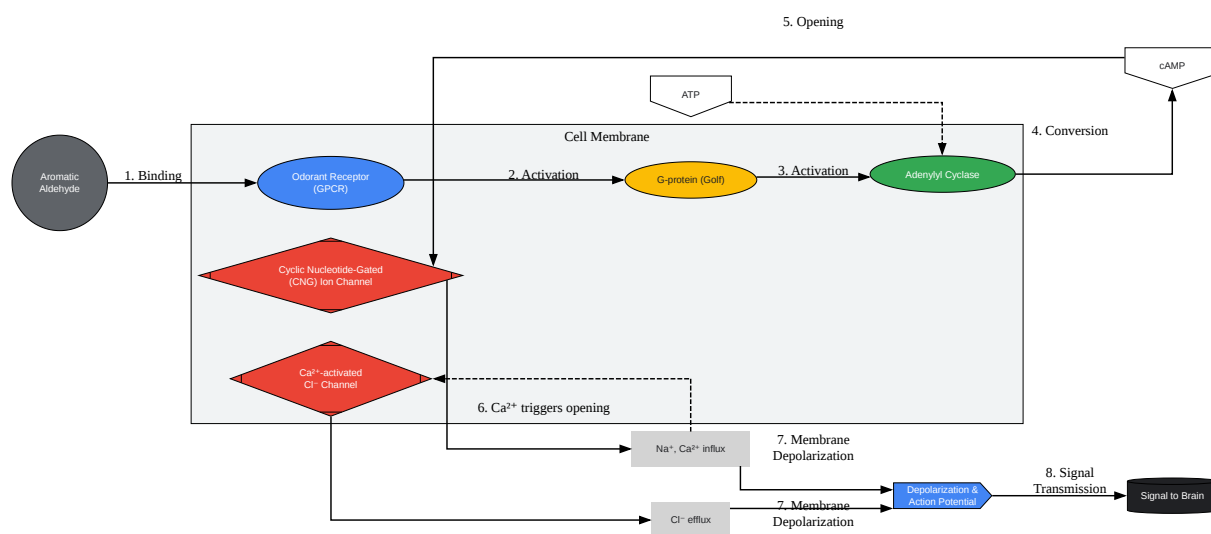 5. Opening
cAMP
ATP
Cell Membrane
4. Conversion
Aromatic
Aldehyde
1. Binding
Odorant Receptor
(GPCR)
2. Activation
G-protein (Golf)
3. Activation
Adenylyl Cyclase
Cyclic Nucleotide-Gated
(CNG) Ion Channel
Ca²⁺-activated
Cl⁻ Channel
6. Ca²⁺ triggers opening
Na⁺, Ca²⁺ influx
7. Membrane
Depolarization
Cl⁻ efflux
7. Membrane
Depolarization
Depolarization &
Action Potential
8. Signal
Transmission
Signal to Brain